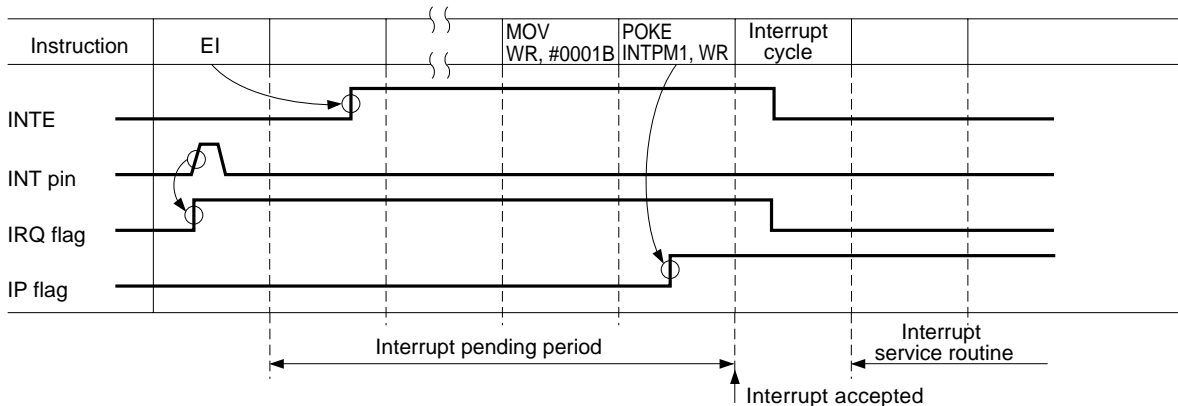 Instruction
EI
MOV
WR, #0001B
POKE
INTPM1, WR
Interrupt
cycle
INTE
INT pin
IRQ flag
IP flag
Interrupt pending period
Interrupt
service routine
Interrupt accepted